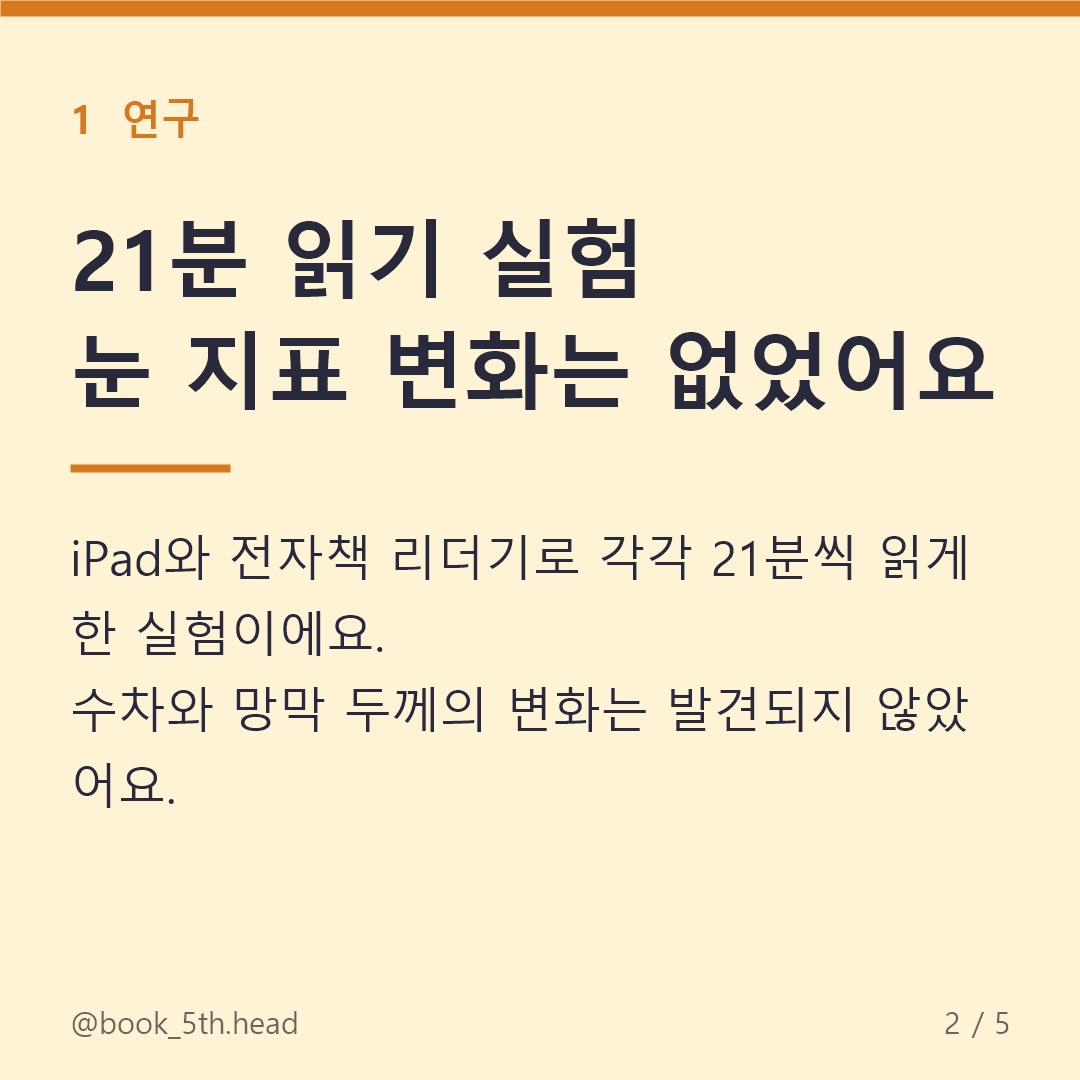 1 연구
21분 읽기 실험
눈 지표 변화는 없었어요
iPad와 전자책 리더기로 각각 21분씩 읽게
한 실험이에요.
수차와 망막 두께의 변화는 발견되지 않았
어요.
@book_5th.head
2 / 5